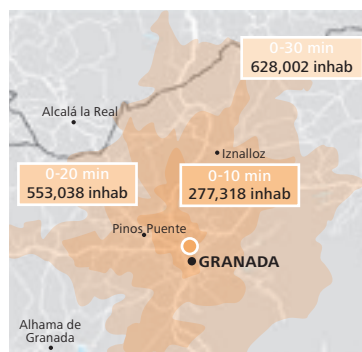 0-30 min
628,002 inhab
Alcalá la Real
Iznalloz
0-20 min
553,038 inhab
0-10 min
277,318 inhab
Pinos Puente
GRANADA
Alhama de
Granada